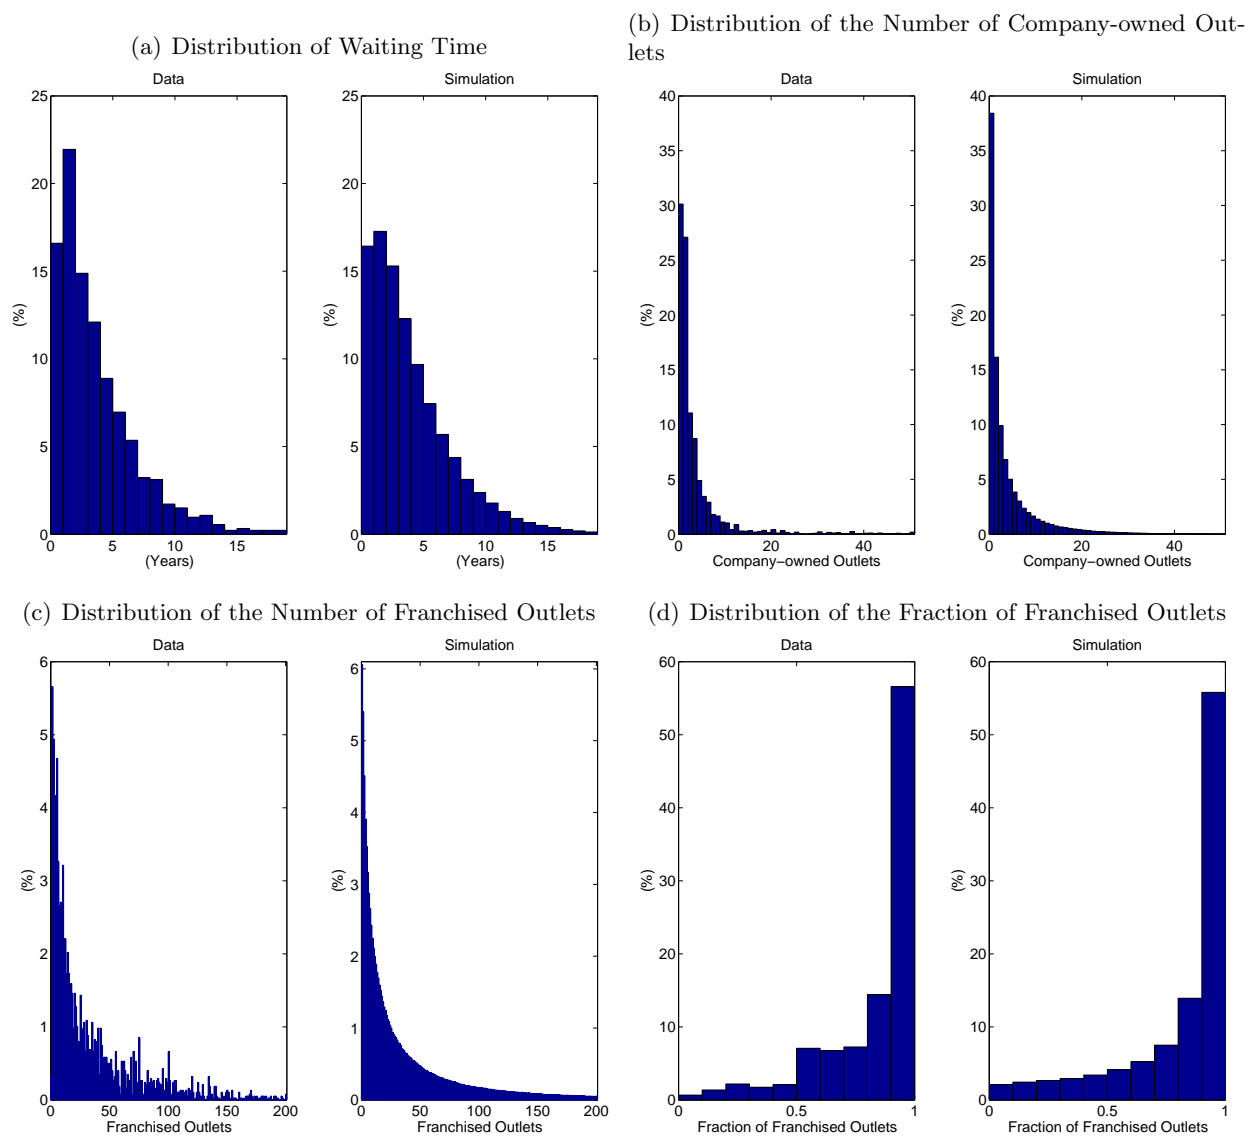 (a) Distribution of Waiting Time
Data
25
20
15
10
5
0
(%)
0 5 10 15
(Years)
Simulation
25
20
15
10
5
0
(%)
0 5 10 15
(Years)
(b) Distribution of the Number of Company-owned Out-
lets
Data
40
35
30
25
20
15
10
5
0
(%)
0 20 40
Company−owned Outlets
Simulation
40
35
30
25
20
15
10
5
0
(%)
0 20 40
Company−owned Outlets
(c) Distribution of the Number of Franchised Outlets
Data
6
5
4
3
2
1
0
(%)
0 50 100 150 200
Franchised Outlets
Simulation
6
5
4
3
2
1
0
(%)
0 50 100 150 200
Franchised Outlets
(d) Distribution of the Fraction of Franchised Outlets
Data
60
50
40
30
20
10
0
(%)
0 0.5 1
Fraction of Franchised Outlets
Simulation
60
50
40
30
20
10
0
(%)
0 0.5 1
Fraction of Franchised Outlets